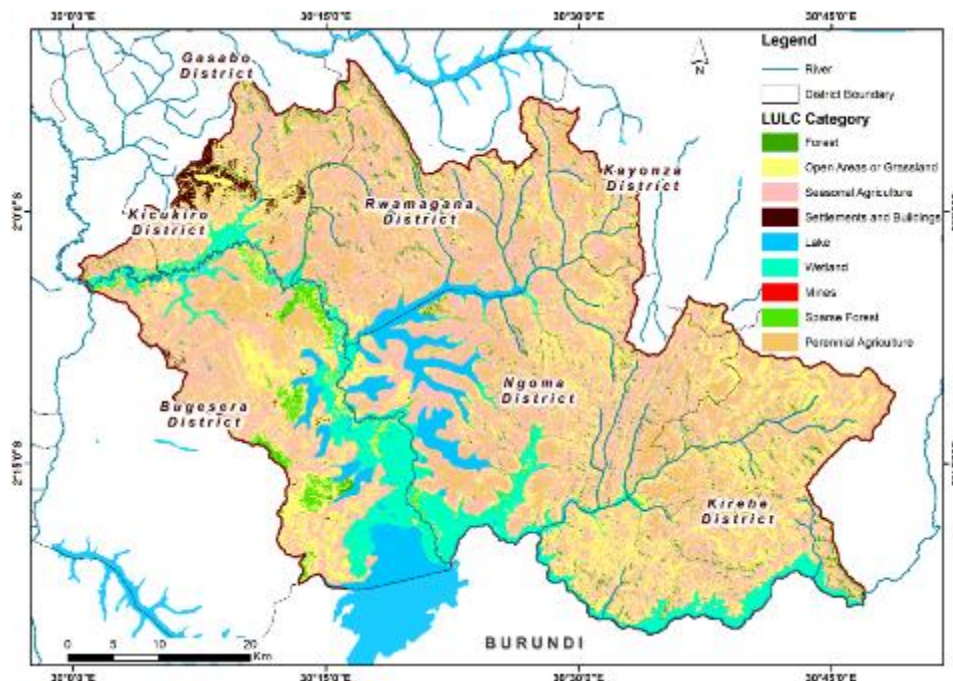 30°0'0"E 30°15'0"E 30°30'0"E 30°45'0"E
Gasabo
District
N
Legend
River
District Boundary
LULC Category
Forest
Open Areas or Grassland
Seasonal Agriculture
Settlements and Buildings
Lake
Wetland
Mines
Sparse Forest
Perennial Agriculture
Kayonza
District
Rwamagana
District
Kicukiro
District
2°0'0"S
Ngoma
District
Bugesera
District
2°15'0"S
Kirehe
District
BURUNDI
0 5 10 20
Km
30°0'0"E 30°15'0"E 30°30'0"E 30°45'0"E